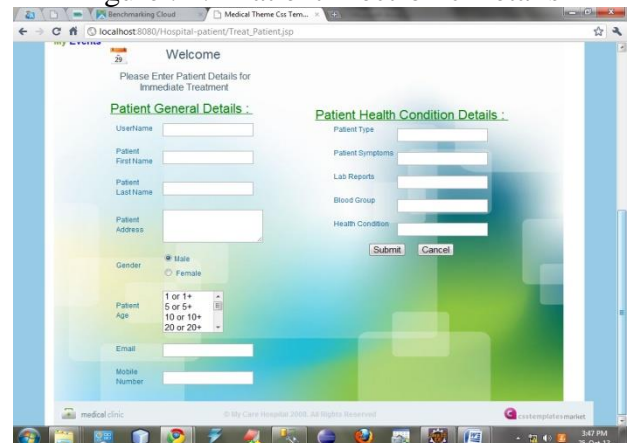 Benchmarking Cloud
Medical Theme Css Tem...
localhost:8080/Hospital-patient/Treat_Patient.jsp
My Events
29
Welcome
Please Enter Patient Details for
Immediate Treatment
Patient General Details :
UserName
Patient
First Name
Patient
Last Name
Patient
Address
Gender
Male
Female
Patient
Age
1 or 1+
5 or 5+
10 or 10+
20 or 20+
Email
Mobile
Number
Patient Health Condition Details :
Patient Type
Patient Symptoms
Lab Reports
Blood Group
Health Condition
Submit Cancel
medical clinic
© My Care Hospital 2008. All Rights Reserved
csstemplatesmarket
3:47 PM